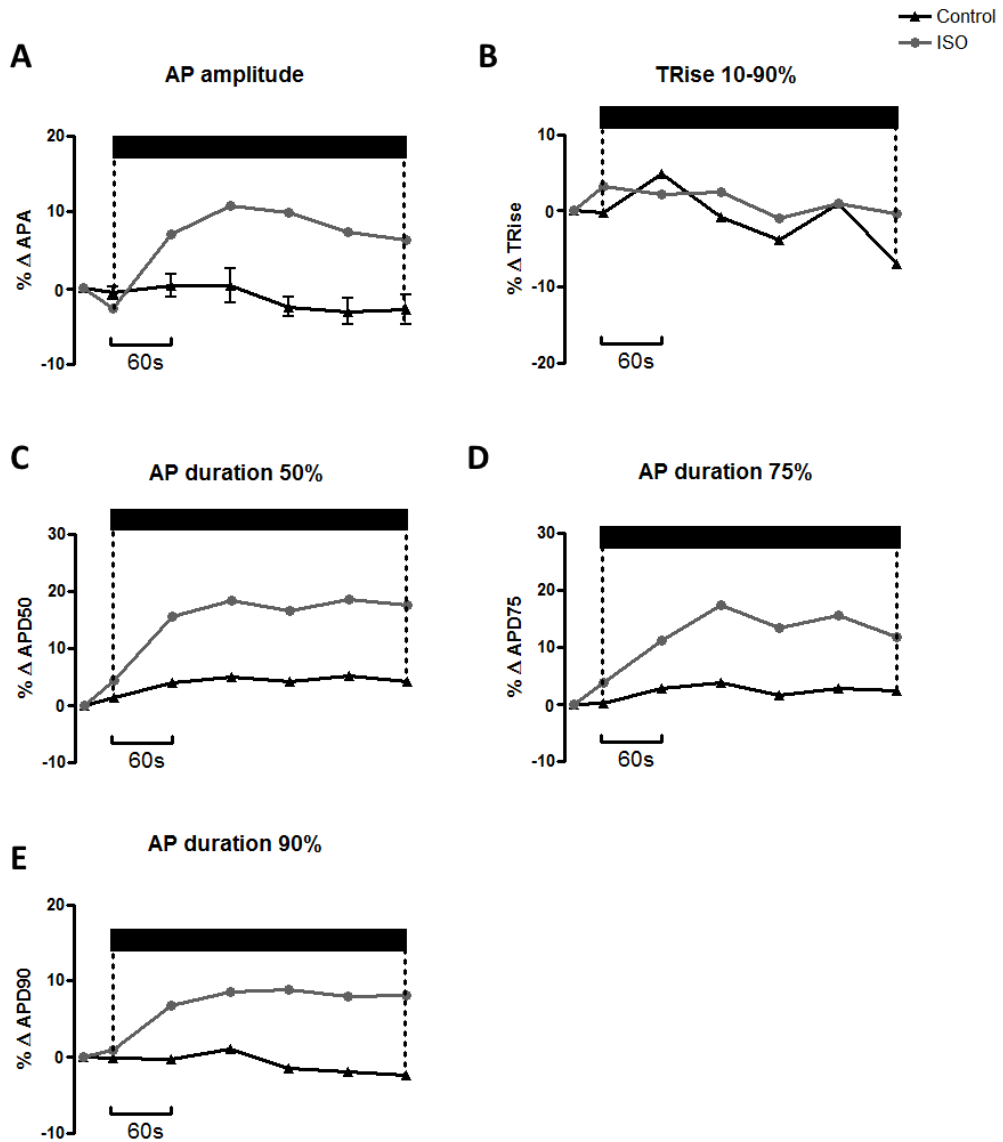 Control
ISO
A
AP amplitude
20
10
0
-10
% Δ APA
60s
B
TRise 10-90%
10
0
-10
-20
% Δ TRise
60s
C
AP duration 50%
30
20
10
0
-10
% Δ APD50
60s
D
AP duration 75%
30
20
10
0
-10
% Δ APD75
60s
E
AP duration 90%
20
10
0
-10
% Δ APD90
60s